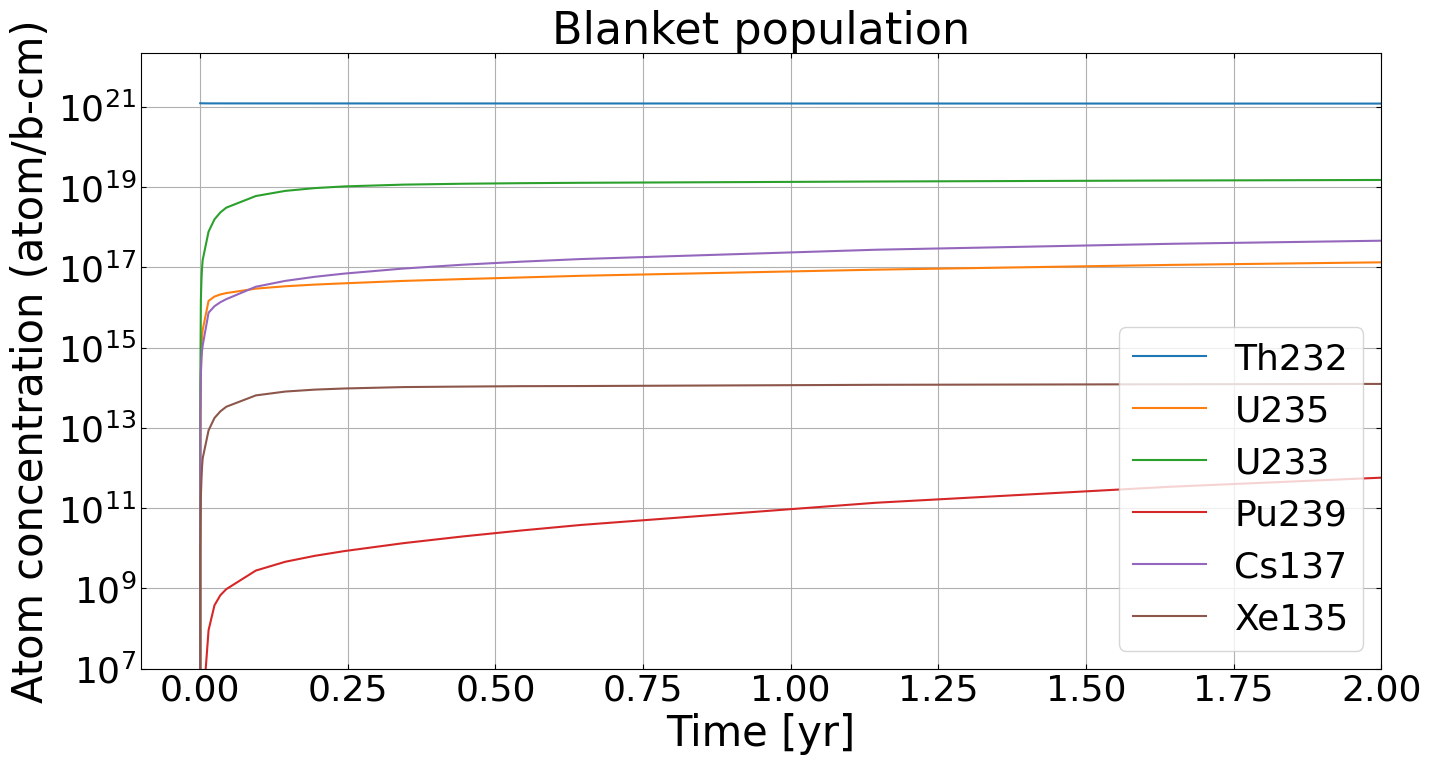 Blanket population
Atom concentration (atom/b-cm)
10^21
10^19
10^17
10^15
10^13
10^11
10^9
10^7
Th232
U235
U233
Pu239
Cs137
Xe135
0.00 0.25 0.50 0.75 1.00 1.25 1.50 1.75 2.00
Time [yr]